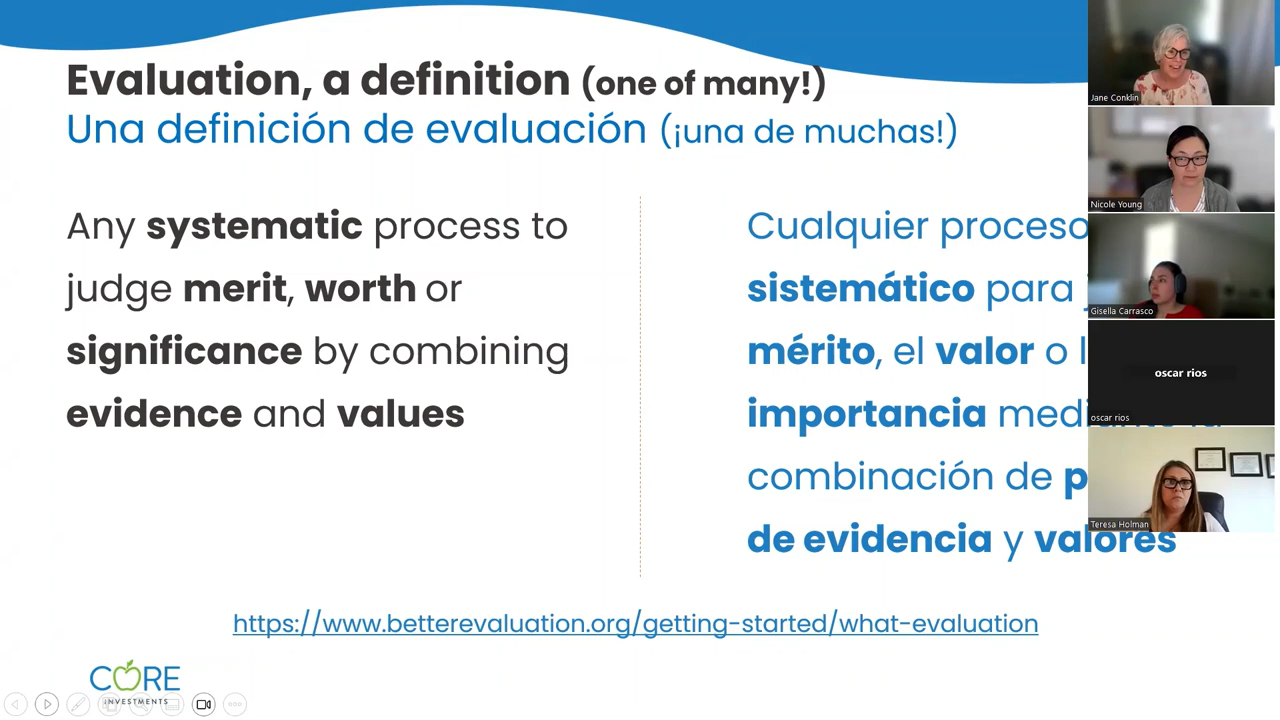 Evaluation, a definition (one of many!)
Una definición de evaluación (¡una de muchas!)
Any systematic process to
judge merit, worth or
significance by combining
evidence and values
Cualquier proceso
sistemático para
mérito, el valor o
importancia
combinación de
de evidencia y valores
https://www.betterevaluation.org/getting-started/what-evaluation
CORE
INVESTMENTS
Jane Conklin
Nicole Young
Gisella Carrasco
oscar rios
oscar rios
Teresa Holman